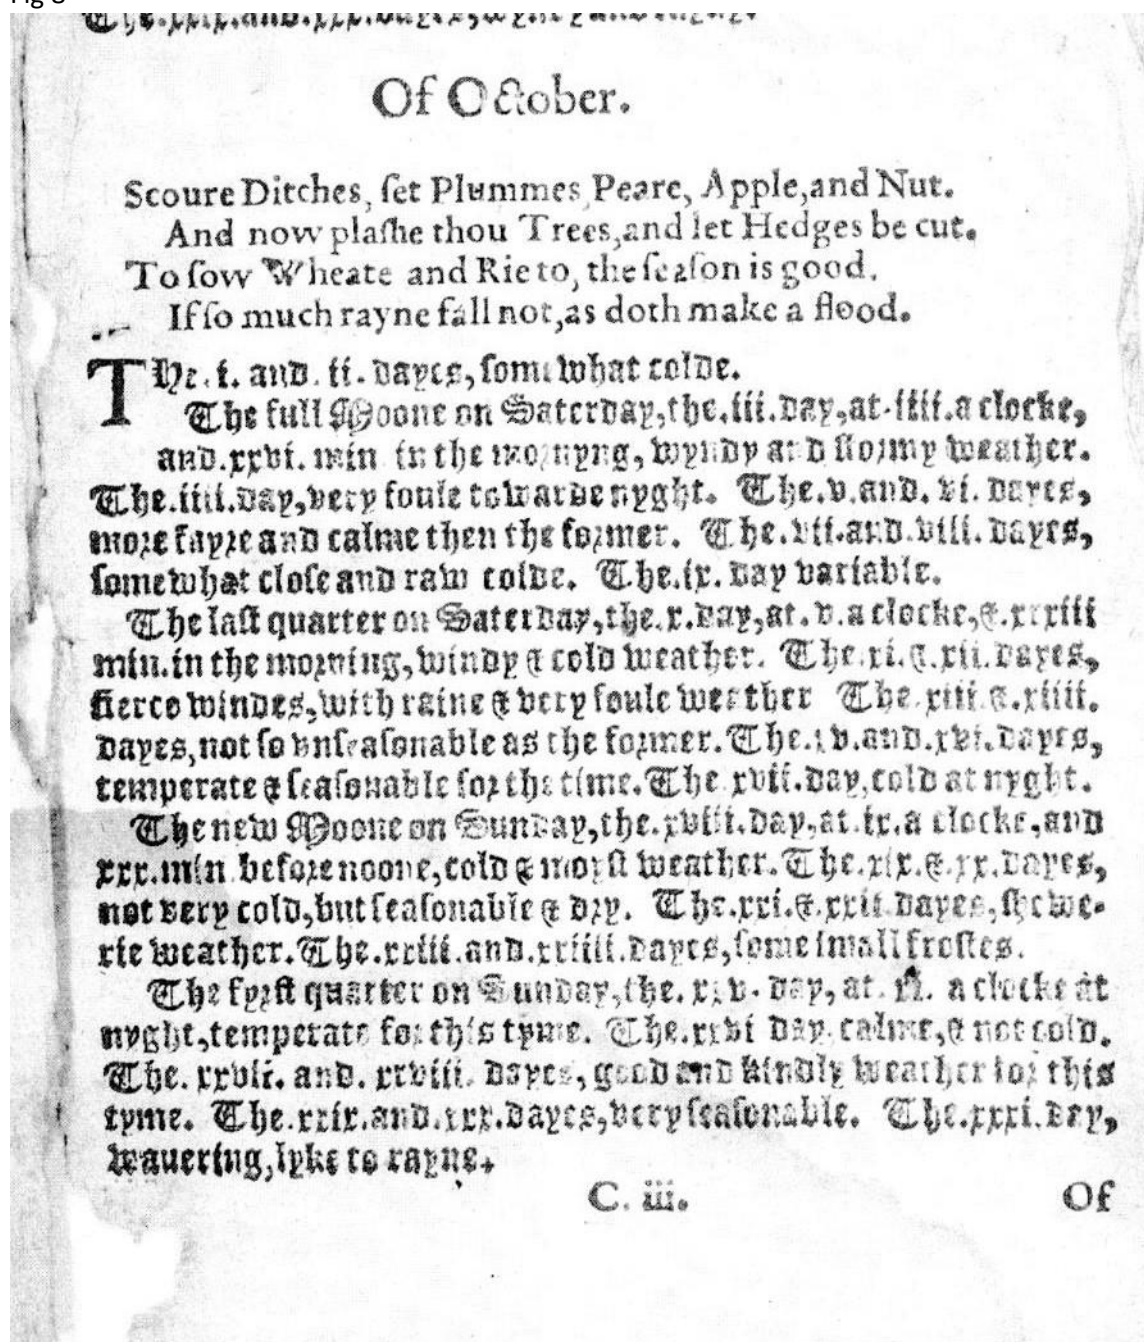 The.xxix.and.xxx.dayes,
Of October.
Scoure Ditches, ſet Plummes, Peare, Apple, and Nut.
And now plaſhe thou Trees, and let Hedges be cut.
To ſow Wheate and Rie to, the ſeaſon is good.
If ſo much rayne fall not, as doth make a flood.
THe.i. and.ii.dayes, ſomewhat colde.
The full Moone on Saterday, the.iii.day, at.iiii.a clocke,
and.xxvi.min in the mornyng, wyndy and ſtormy weather.
The.iiii.day, very foule towarde nyght. The.v.and.vi.dayes,
more fayre and calme then the former. The.vii.and.viii.dayes,
ſomewhat cloſe and raw colde. The.ix.day variable.
The laſt quarter on Saterday, the.x.day, at.v.a clocke, &.xxxiii
min.in the morning, windy & cold weather. The.xi.&.xii.dayes,
fierce windes, with raine & very foule weather The.xiii.&.xiiii.
dayes, not ſo vnſeaſonable as the former. The.xv.and.xvi.dayes,
temperate & ſeaſonable for the time. The xvii.day, cold at nyght.
The new Moone on Sunday, the.xviii.day, at.ix.a clocke, and
xxx.min before noone, cold & moyſt weather. The.xix.&.xx.dayes,
not very cold, but ſeaſonable & dry. The.xxi.&.xxii.dayes, ſhowe-
rie weather. The.xxiii.and.xxiiii.dayes, ſome ſmall froſtes.
The fyrſt quarter on Sunday, the.xxv.day, at a clocke at
nyght, temperate for this tyme. The.xxvi day calme, & not cold.
The.xxvii.and.xxviii.dayes, good and kindly weather for this
tyme. The.xxix.and.xxx.dayes, very ſeaſonable. The.xxxi.day,
wauering, lyke to rayne.
C. iii. Of